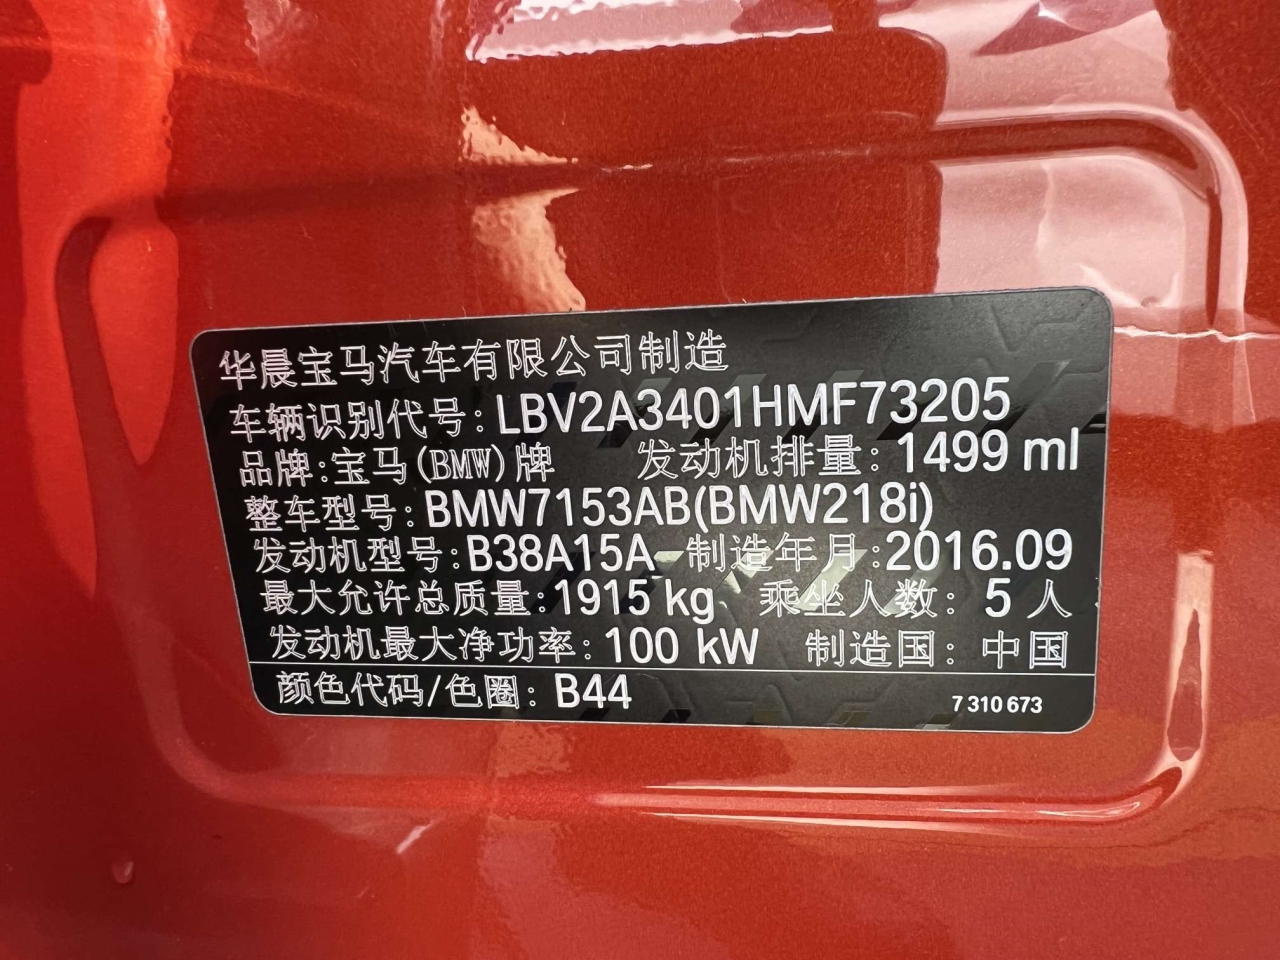 华晨宝马汽车有限公司制造
车辆识别代号:LBV2A3401HMF73205
品牌:宝马(BMW)牌 发动机排量:1499 ml
整车型号:BMW7153AB(BMW218i)
发动机型号:B38A15A 制造年月:2016.09
最大允许总质量:1915 kg 乘坐人数:5 人
发动机最大净功率:100 kW 制造国:中国
颜色代码/色圈:B44 7 310 673